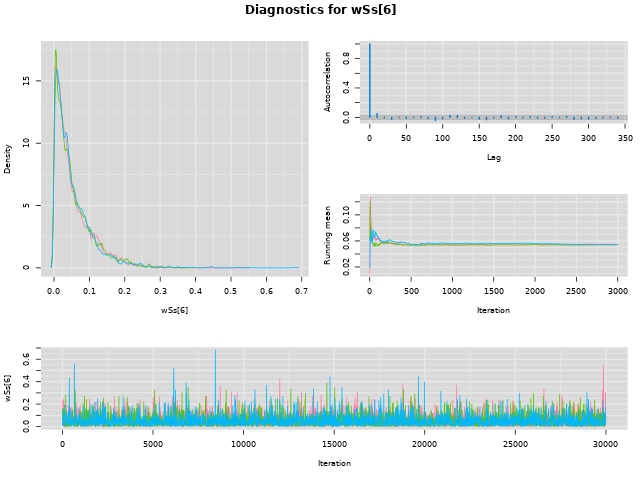 Diagnostics for wSs[6]
Density
0 5 10 15
0.0 0.1 0.2 0.3 0.4 0.5 0.6 0.7
wSs[6]
Autocorrelation
0.0 0.4 0.8
0 50 100 150 200 250 300 350
Lag
Running mean
0.02 0.06 0.10
0 500 1000 1500 2000 2500 3000
Iteration
wSs[6]
0.0 0.2 0.4 0.6
0 5000 10000 15000 20000 25000 30000
Iteration